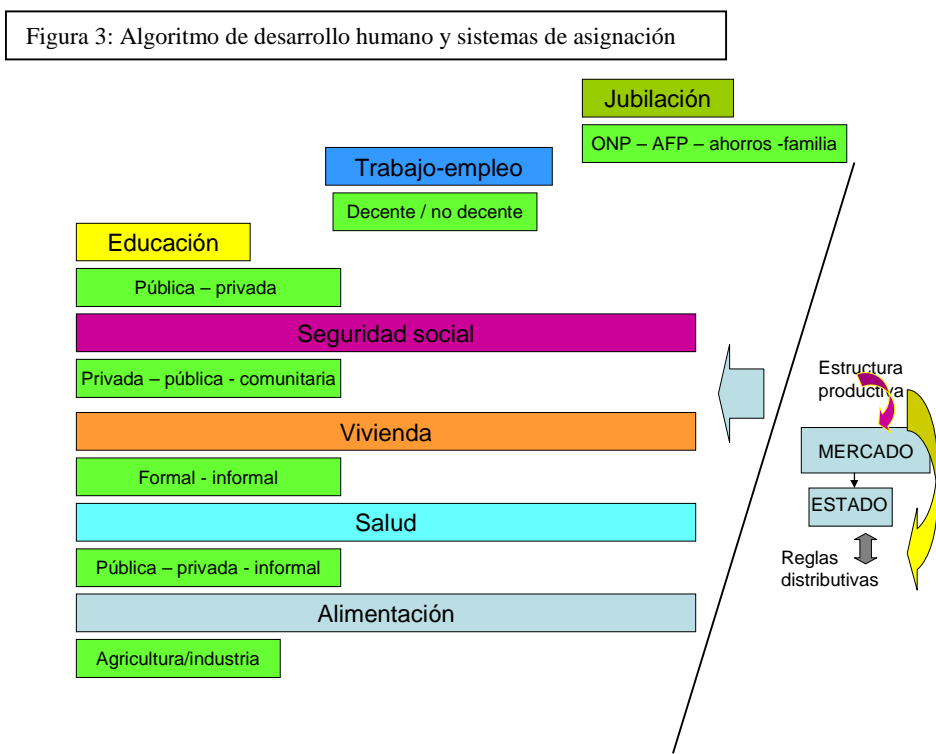 Figura 3: Algoritmo de desarrollo humano y sistemas de asignación
Jubilación
ONP – AFP – ahorros -familia
Trabajo-empleo
Decente / no decente
Educación
Pública – privada
Seguridad social
Privada – pública - comunitaria
Vivienda
Formal - informal
Salud
Pública – privada - informal
Alimentación
Agricultura/industria
Estructura
productiva
MERCADO
ESTADO
Reglas
distributivas